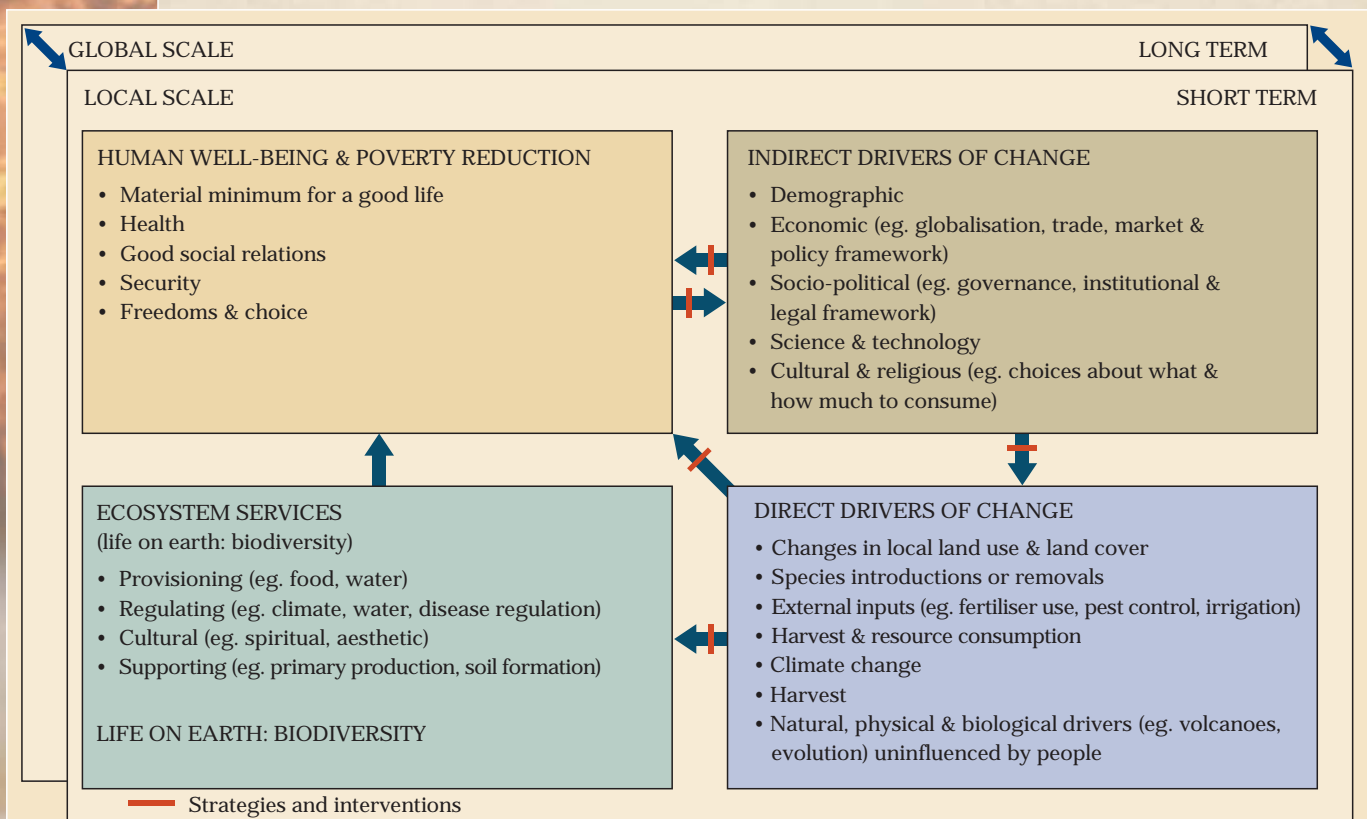 GLOBAL SCALE
LONG TERM
LOCAL SCALE
SHORT TERM
HUMAN WELL-BEING & POVERTY REDUCTION
• Material minimum for a good life
• Health
• Good social relations
• Security
• Freedoms & choice
INDIRECT DRIVERS OF CHANGE
• Demographic
• Economic (eg. globalisation, trade, market &
policy framework)
• Socio-political (eg. governance, institutional &
legal framework)
• Science & technology
• Cultural & religious (eg. choices about what &
how much to consume)
ECOSYSTEM SERVICES
(life on earth: biodiversity)
• Provisioning (eg. food, water)
• Regulating (eg. climate, water, disease regulation)
• Cultural (eg. spiritual, aesthetic)
• Supporting (eg. primary production, soil formation)
LIFE ON EARTH: BIODIVERSITY
DIRECT DRIVERS OF CHANGE
• Changes in local land use & land cover
• Species introductions or removals
• External inputs (eg. fertiliser use, pest control, irrigation)
• Harvest & resource consumption
• Climate change
• Harvest
• Natural, physical & biological drivers (eg. volcanoes,
evolution) uninfluenced by people
Strategies and interventions